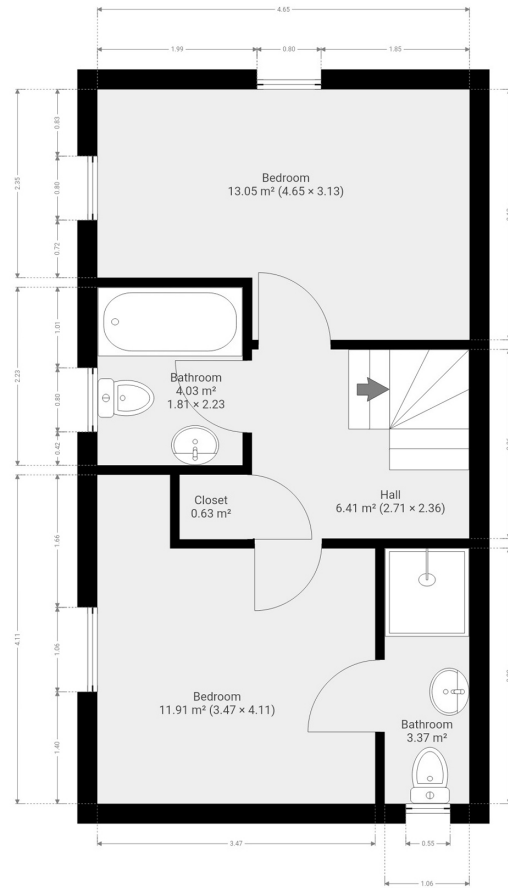 4.65
1.99
0.80
1.85
0.83
2.35
0.80
0.72
Bedroom
13.05 m² (4.65 × 3.13)
1.01
2.23
0.80
0.42
Bathroom
4.03 m²
1.81 × 2.23
Closet
0.63 m²
Hall
6.41 m² (2.71 × 2.36)
1.66
4.11
1.06
1.40
Bedroom
11.91 m² (3.47 × 4.11)
Bathroom
3.37 m²
3.47
0.55
1.06